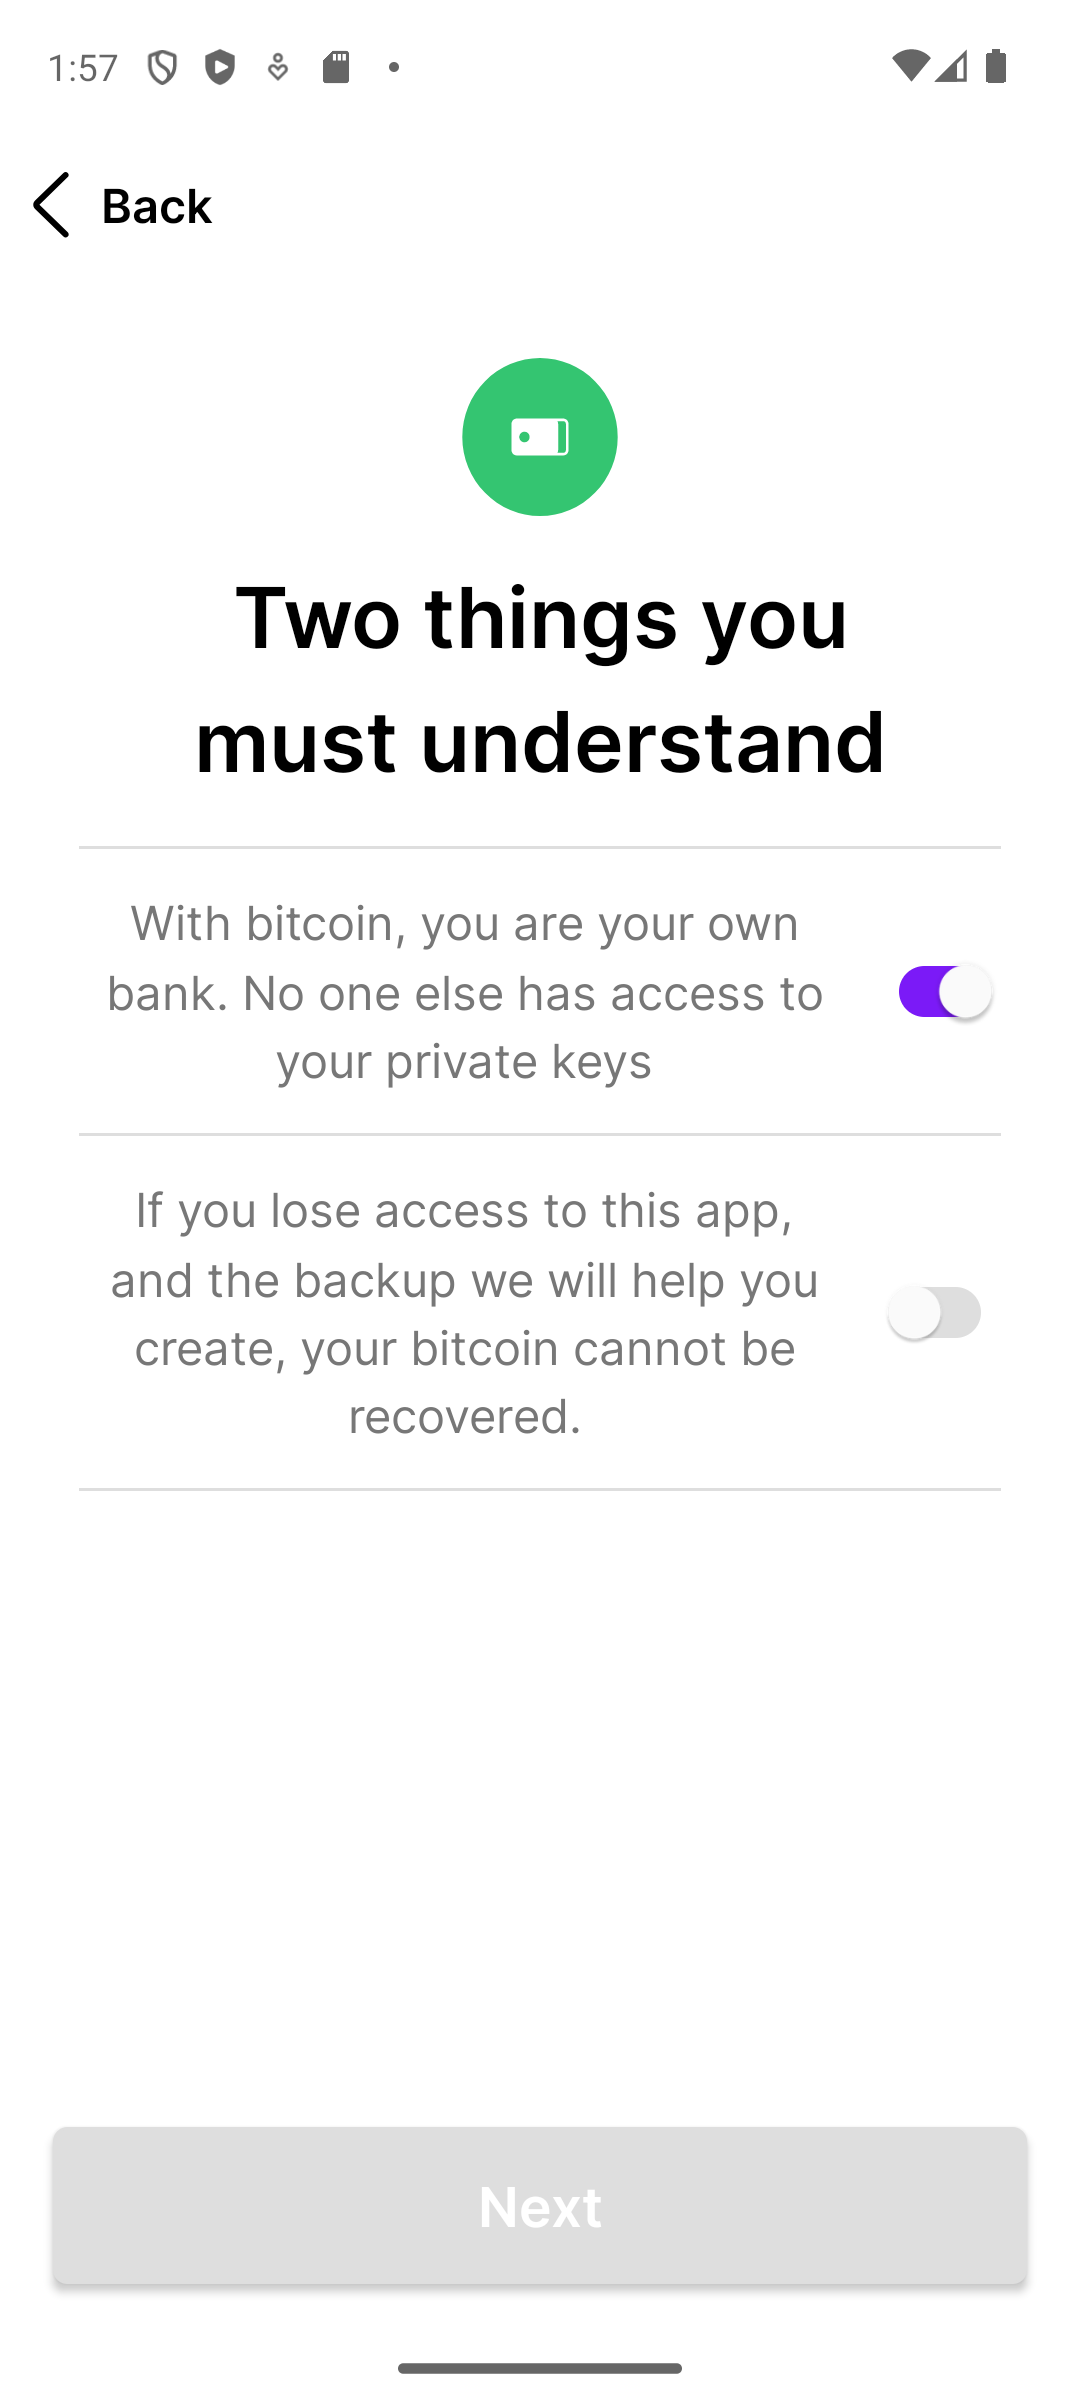 1:57
Back
Two things you
must understand
With bitcoin, you are your own
bank. No one else has access to
your private keys
If you lose access to this app,
and the backup we will help you
create, your bitcoin cannot be
recovered.
Next